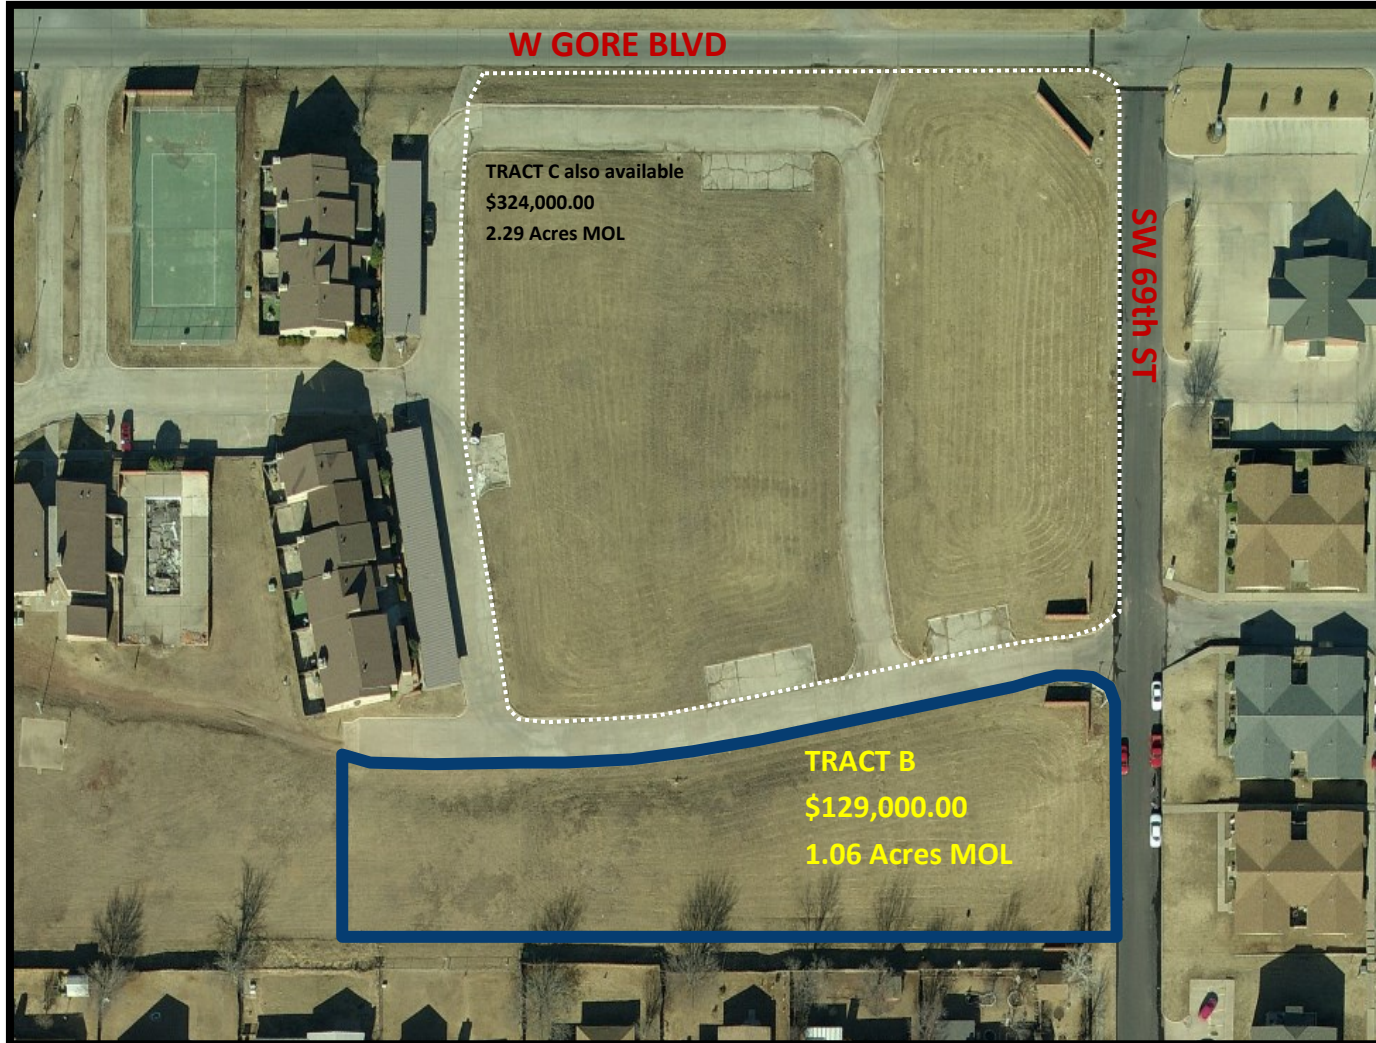 W GORE BLVD
TRACT C also available
$324,000.00
2.29 Acres MOL
SW 69th ST
TRACT B
$129,000.00
1.06 Acres MOL